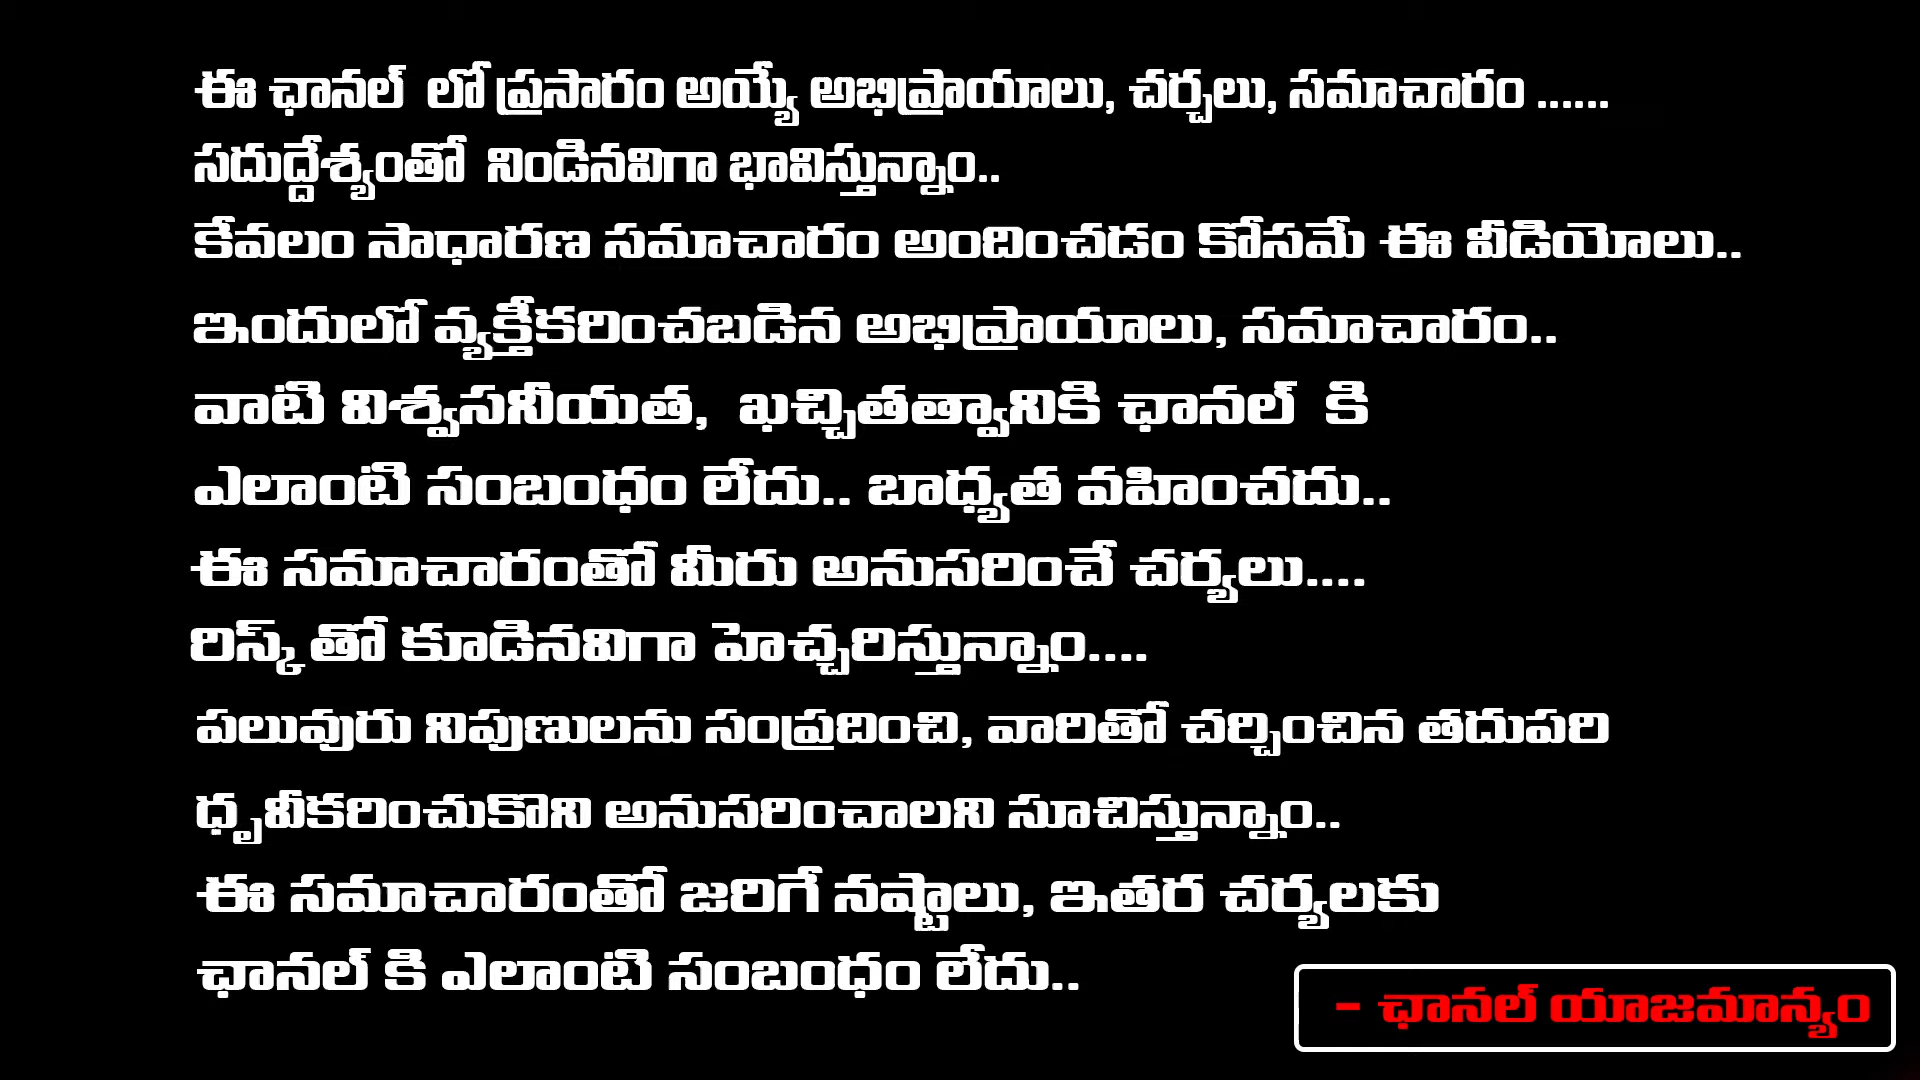 ఈ ఛానల్ లో ప్రసారం అయ్యే అభిప్రాయాలు, చర్చలు, సమాచారం ......
సదుద్దేశ్యంతో నిండినవిగా భావిస్తున్నాం..
కేవలం సాధారణ సమాచారం అందించడం కోసమే ఈ వీడియోలు..
ఇందులో వ్యక్తీకరించబడిన అభిప్రాయాలు, సమాచారం..
వాటి విశ్వసనీయత, ఖచ్చితత్వానికి ఛానల్ కి
ఎలాంటి సంబంధం లేదు.. బాధ్యత వహించదు..
ఈ సమాచారంతో మీరు అనుసరించే చర్యలు....
రిస్క్ తో కూడినవిగా హెచ్చరిస్తున్నాం....
పలువురు నిపుణులను సంప్రదించి, వారితో చర్చించిన తదుపరి
ధృవీకరించుకొని అనుసరించాలని సూచిస్తున్నాం..
ఈ సమాచారంతో జరిగే నష్టాలు, ఇతర చర్యలకు
ఛానల్ కి ఎలాంటి సంబంధం లేదు..
- ఛానల్ యాజమాన్యం